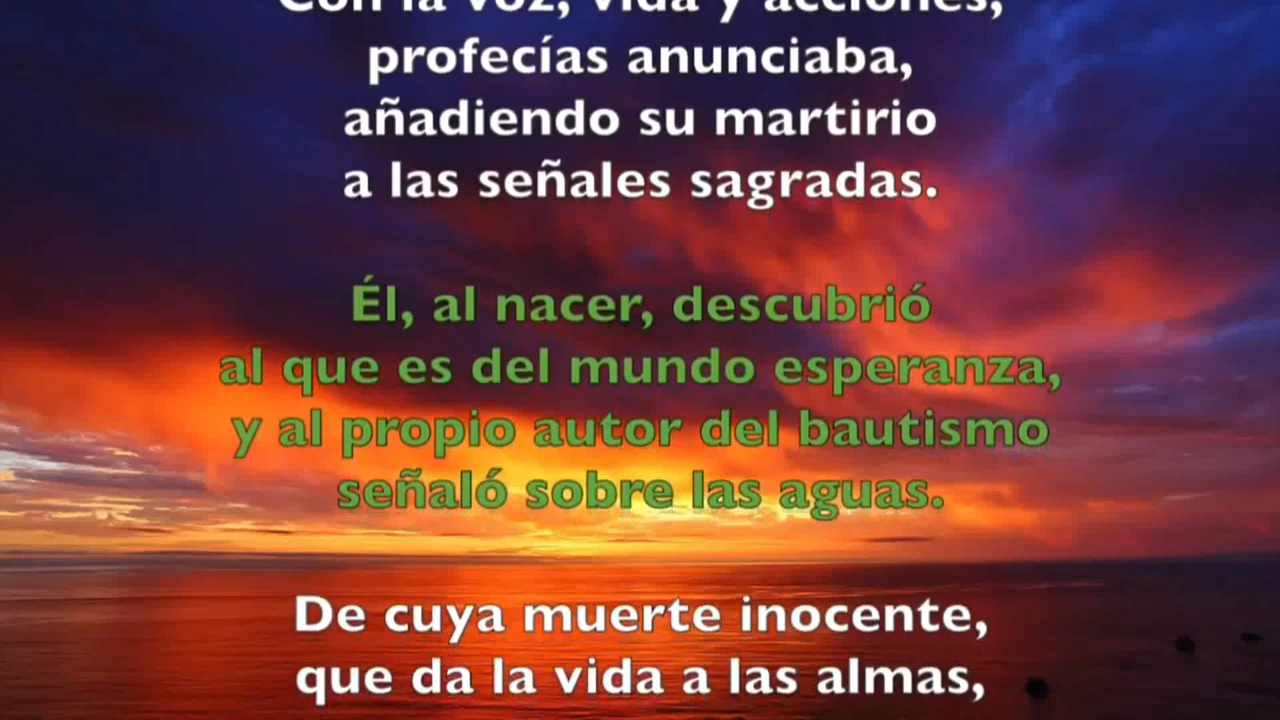 Con la voz, vida y acciones,
profecías anunciaba,
añadiendo su martirio
a las señales sagradas.
Él, al nacer, descubrió
al que es del mundo esperanza,
y al propio autor del bautismo
señaló sobre las aguas.
De cuya muerte inocente,
que da la vida a las almas,